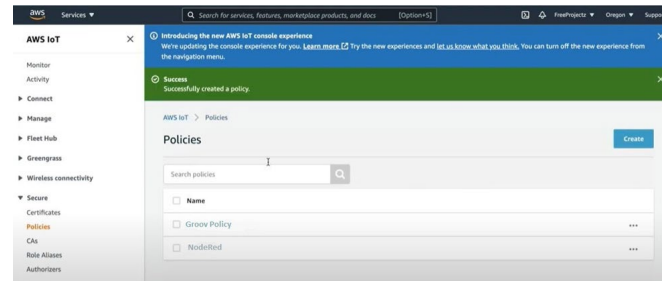 aws Services ▼ Search for services, features, marketplace products, and docs [Option+S] FreeProjectz ▼ Oregon ▼ Suppo
AWS IoT ×
Monitor
Activity
Connect
Manage
Fleet Hub
Greengrass
Wireless connectivity
Secure
Certificates
Policies
CAs
Role Aliases
Authorizers
Introducing the new AWS IoT console experience
We're updating the console experience for you. Learn more Try the new experiences and let us know what you think. You can turn off the new experience from
the navigation menu.
Success
Successfully created a policy.
AWS IoT > Policies
Policies
Create
Search policies
Name
Groov Policy
NodeRed